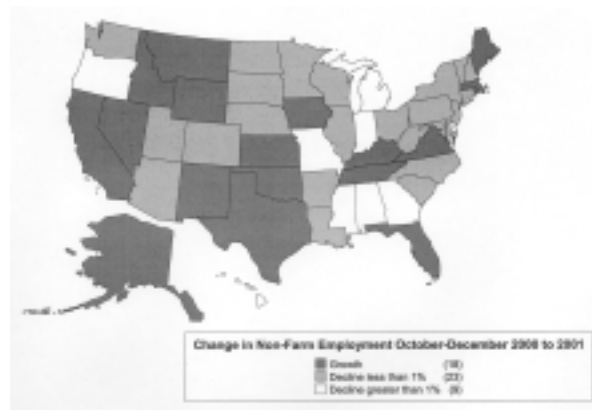 Change in Non-Farm Employment October-December 2000 to 2001
Growth (18)
Decline less than 1% (23)
Decline greater than 1% (9)